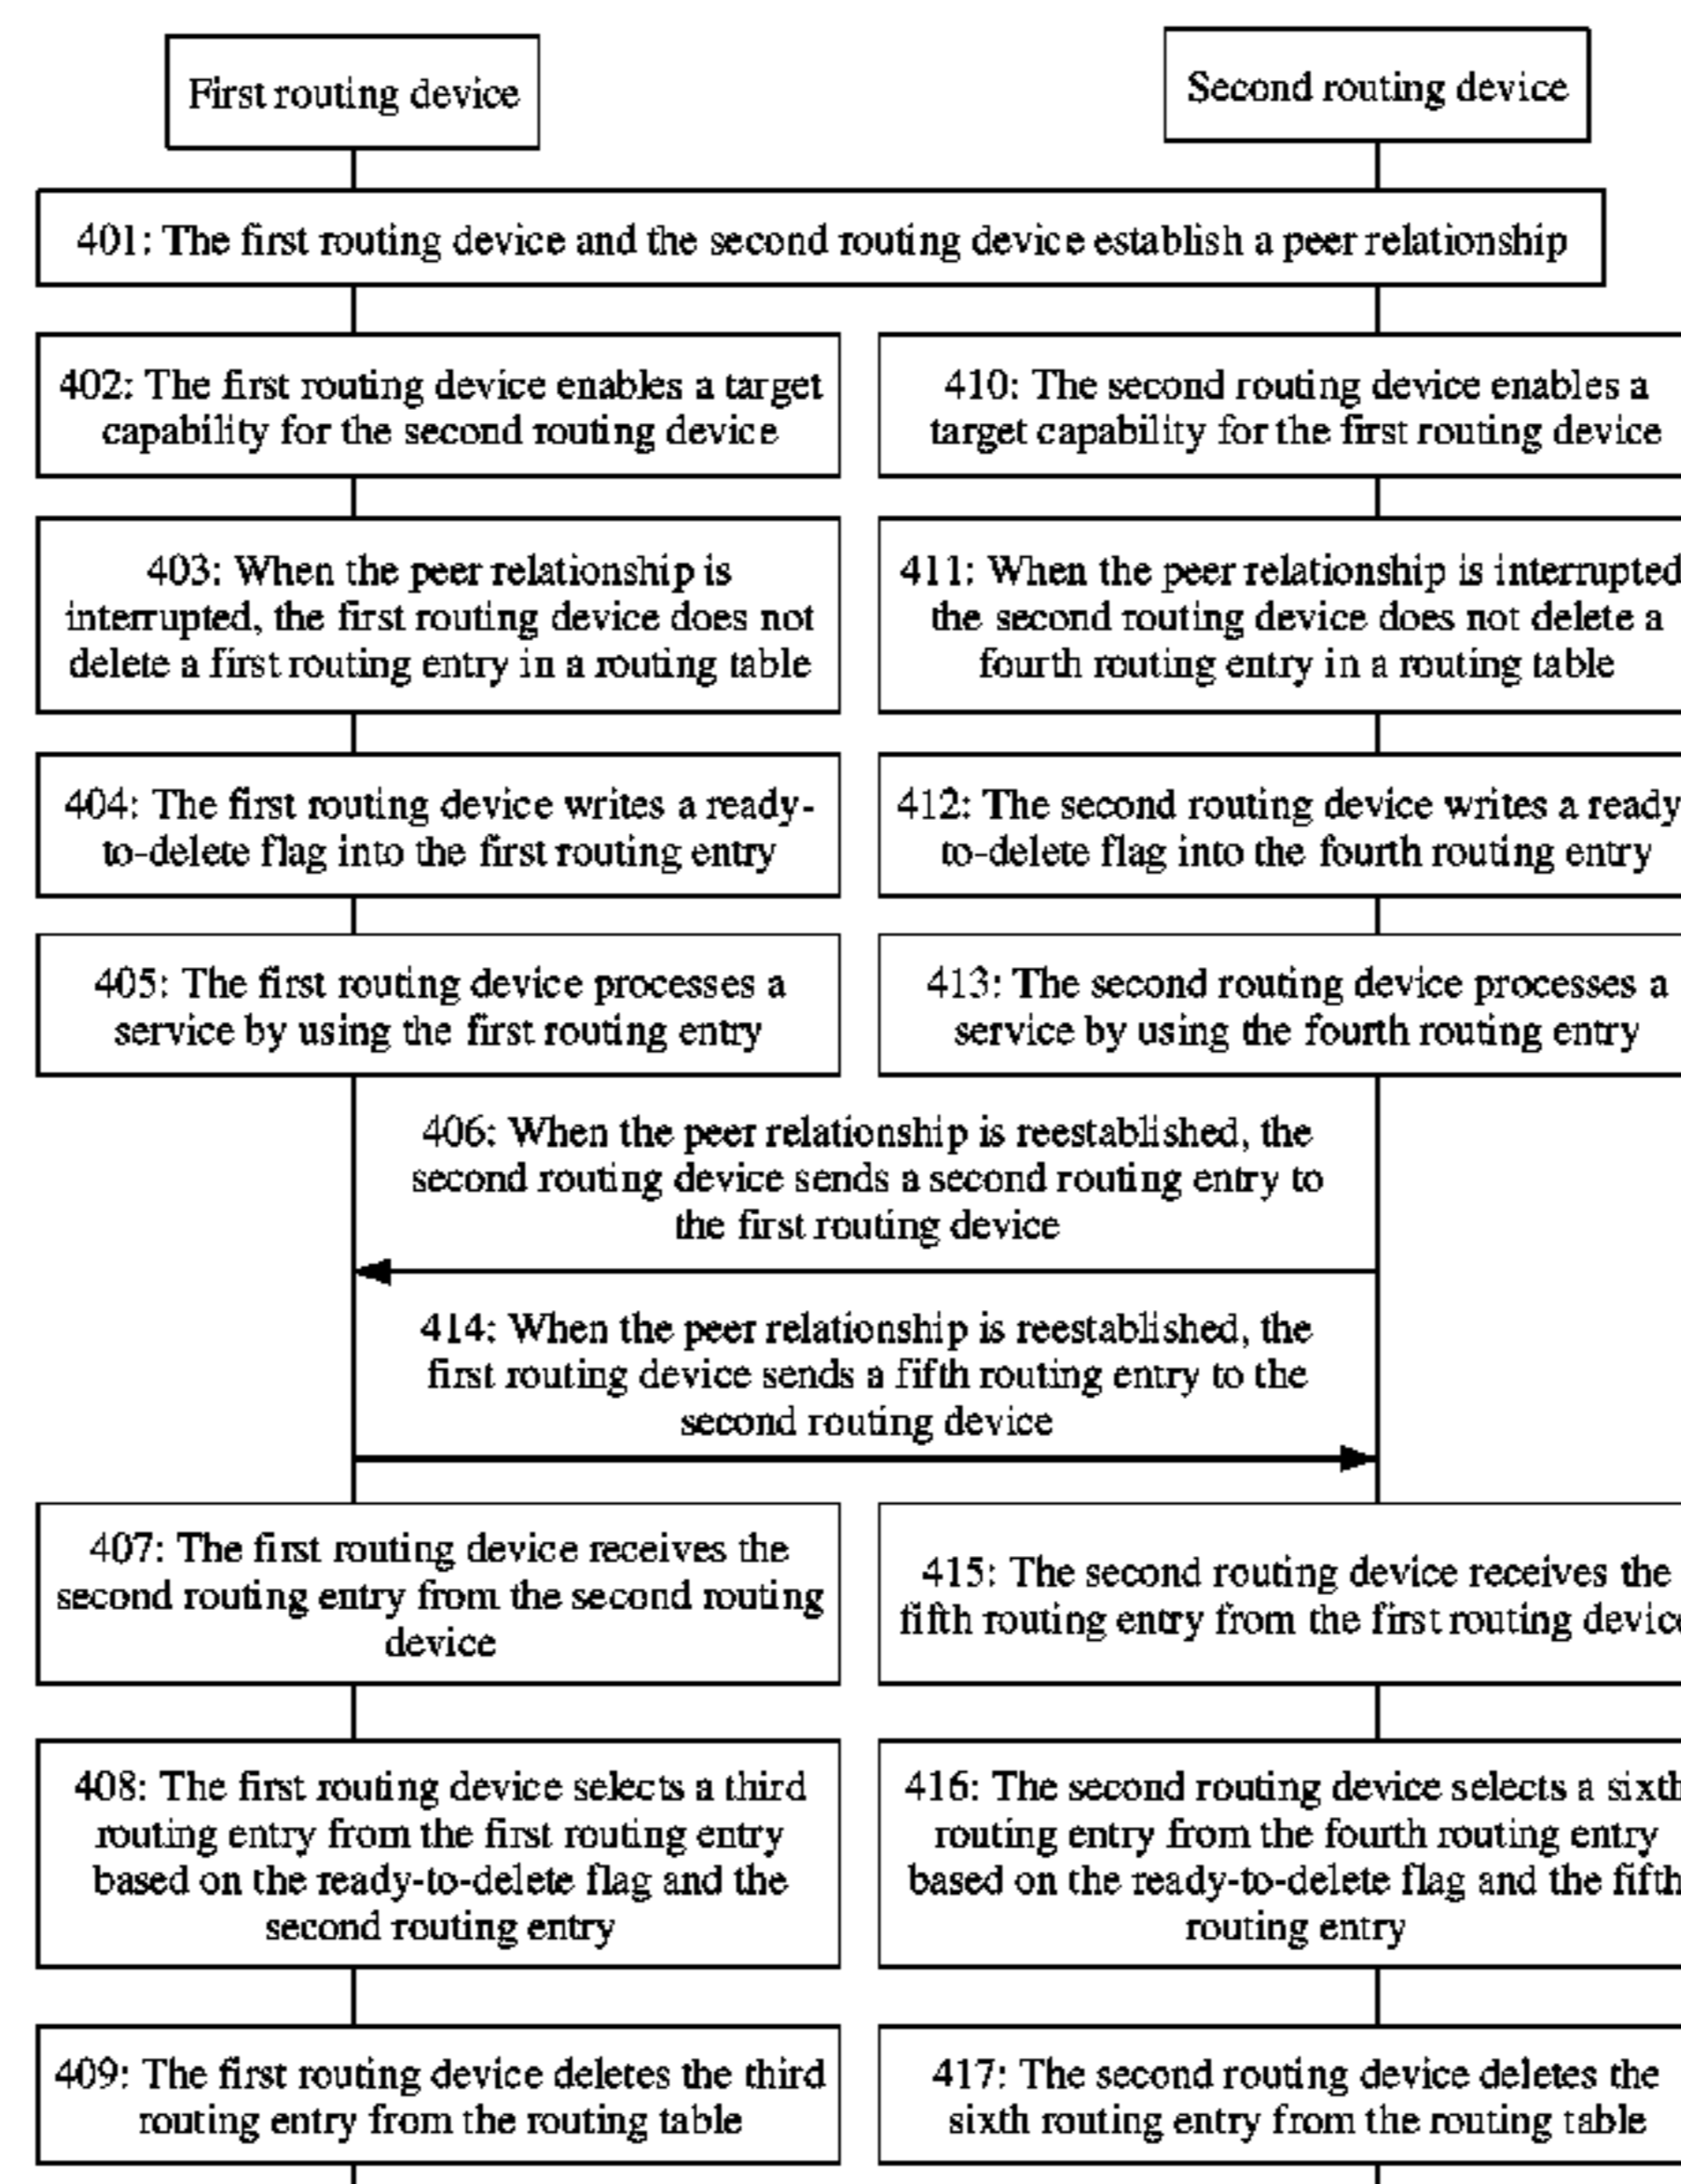 First routing device
Second routing device
401: The first routing device and the second routing device establish a peer relationship
402: The first routing device enables a target
capability for the second routing device
410: The second routing device enables a
target capability for the first routing device
403: When the peer relationship is
interrupted, the first routing device does not
delete a first routing entry in a routing table
411: When the peer relationship is interrupted
the second routing device does not delete a
fourth routing entry in a routing table
404: The first routing device writes a ready-
to-delete flag into the first routing entry
412: The second routing device writes a ready
to-delete flag into the fourth routing entry
405: The first routing device processes a
service by using the first routing entry
413: The second routing device processes a
service by using the fourth routing entry
406: When the peer relationship is reestablished, the
second routing device sends a second routing entry to
the first routing device
414: When the peer relationship is reestablished, the
first routing device sends a fifth routing entry to the
second routing device
407: The first routing device receives the
second routing entry from the second routing
device
415: The second routing device receives the
fifth routing entry from the first routing device
408: The first routing device selects a third
routing entry from the first routing entry
based on the ready-to-delete flag and the
second routing entry
416: The second routing device selects a sixth
routing entry from the fourth routing entry
based on the ready-to-delete flag and the fifth
routing entry
409: The first routing device deletes the third
routing entry from the routing table
417: The second routing device deletes the
sixth routing entry from the routing table